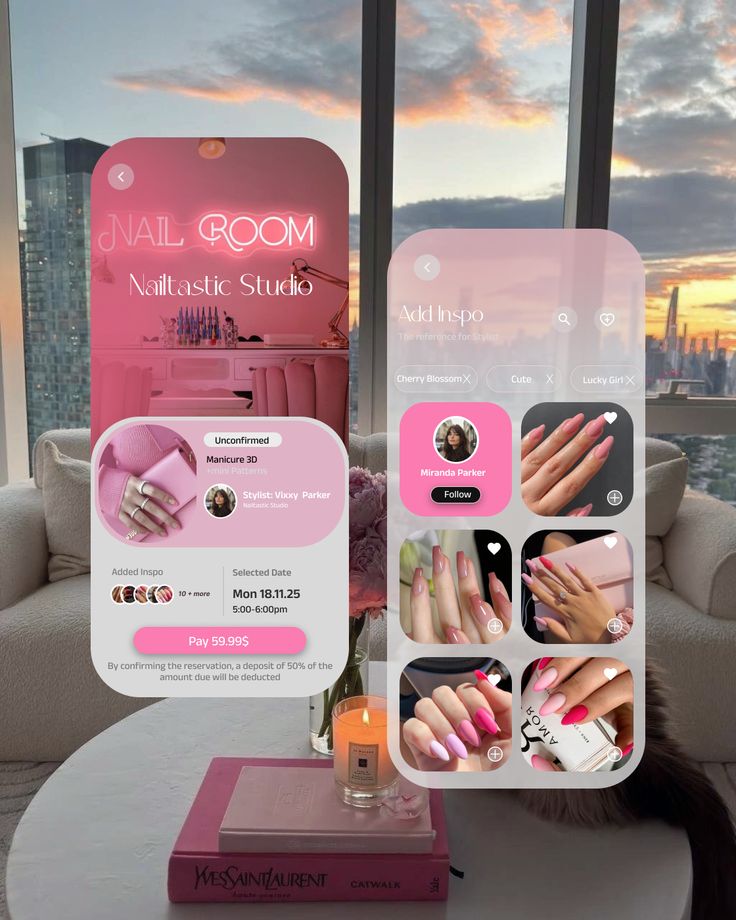 NAIL ROOM
Nailtastic Studio
Unconfirmed
Manicure 3D
+mini Patterns
Stylist: Vixxy Parker
Nailtastic Studio
Added Inspo
10 + more
Selected Date
Mon 18.11.25
5:00-6:00pm
Pay 59.99$
By confirming the reservation, a deposit of 50% of the
amount due will be deducted
Add Inspo
The reference for Stylist
Cherry Blossom X
Cute X
Lucky Girl X
Miranda Parker
Follow
AMO
YVES SAINT LAURENT
CATWALK
haute couture